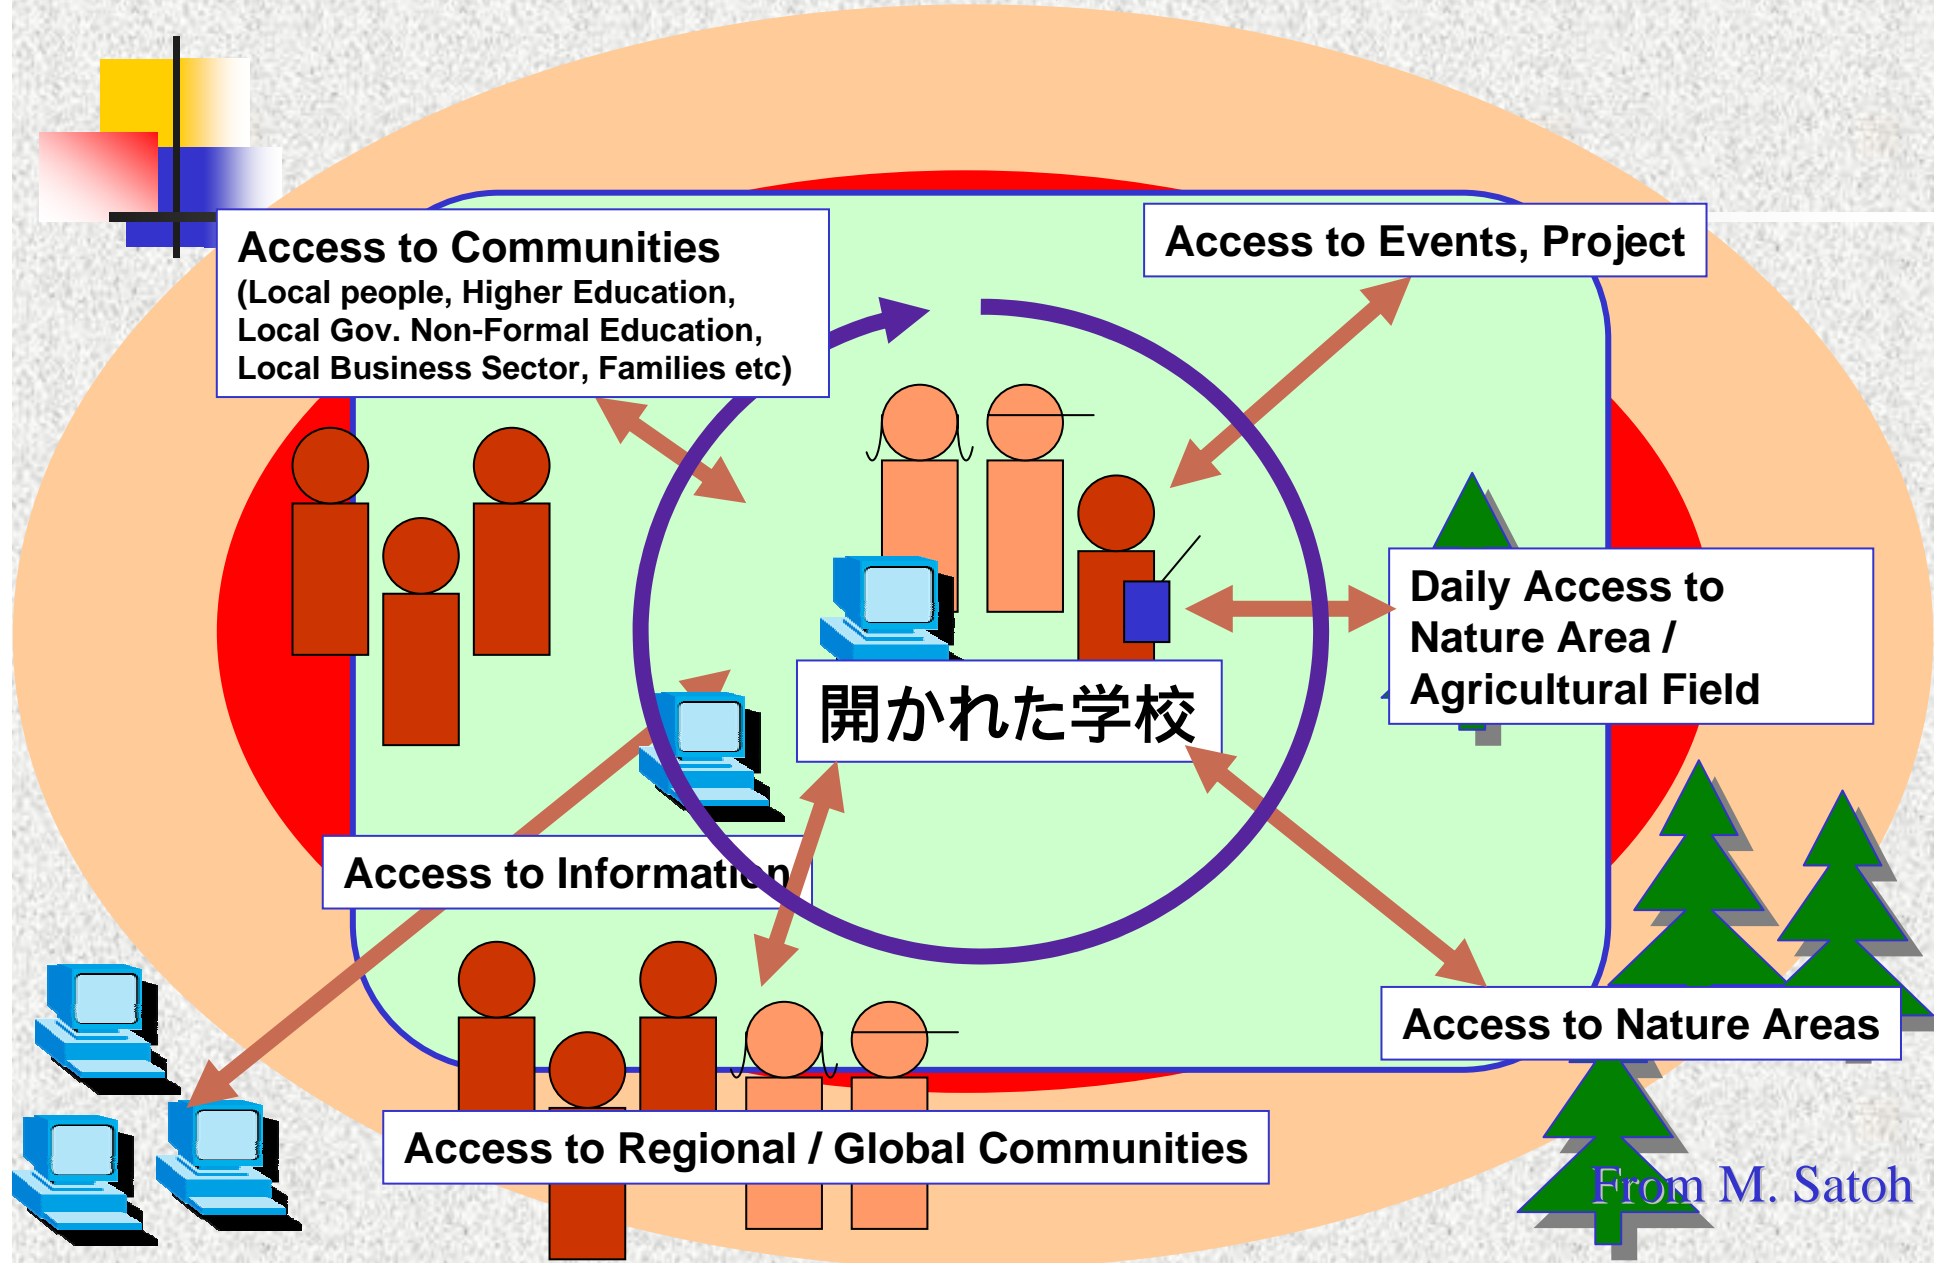 Access to Communities
(Local people, Higher Education,
Local Gov. Non-Formal Education,
Local Business Sector, Families etc)
Access to Events, Project
Daily Access to
Nature Area /
Agricultural Field
開かれた学校
Access to Information
Access to Nature Areas
Access to Regional / Global Communities
From M. Satoh